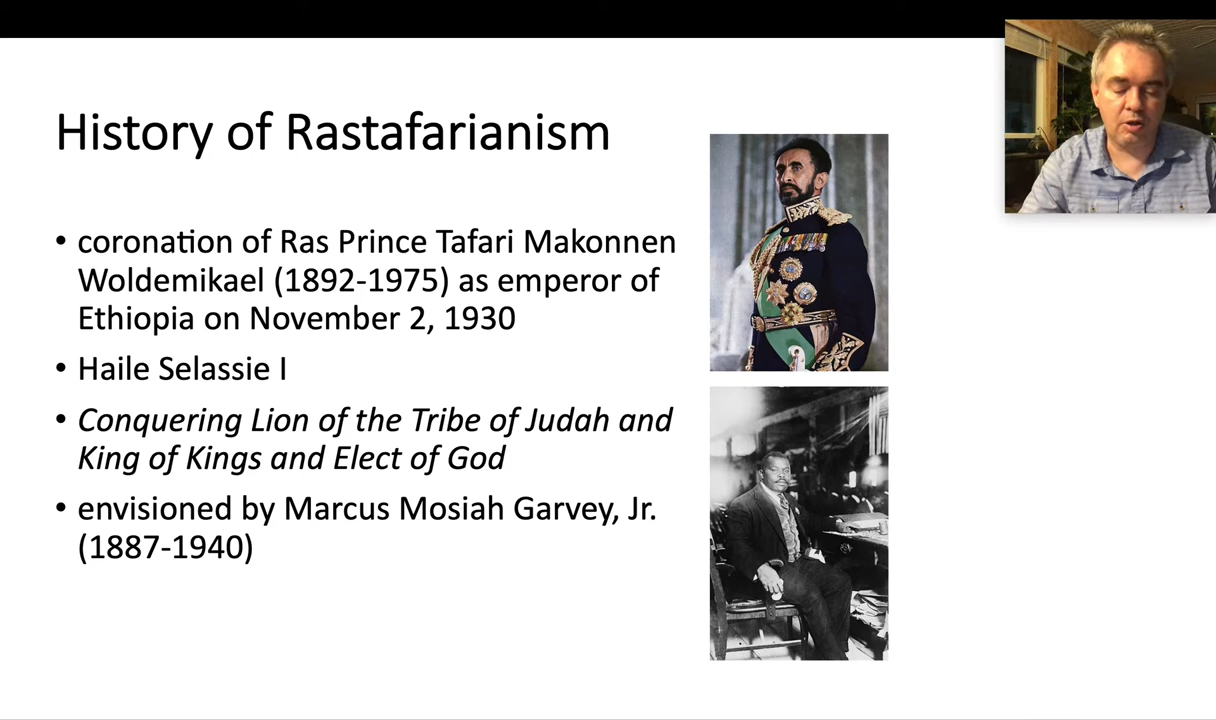 History of Rastafarianism
• coronation of Ras Prince Tafari Makonnen
Woldemikael (1892-1975) as emperor of
Ethiopia on November 2, 1930
• Haile Selassie I
• Conquering Lion of the Tribe of Judah and
King of Kings and Elect of God
• envisioned by Marcus Mosiah Garvey, Jr.
(1887-1940)